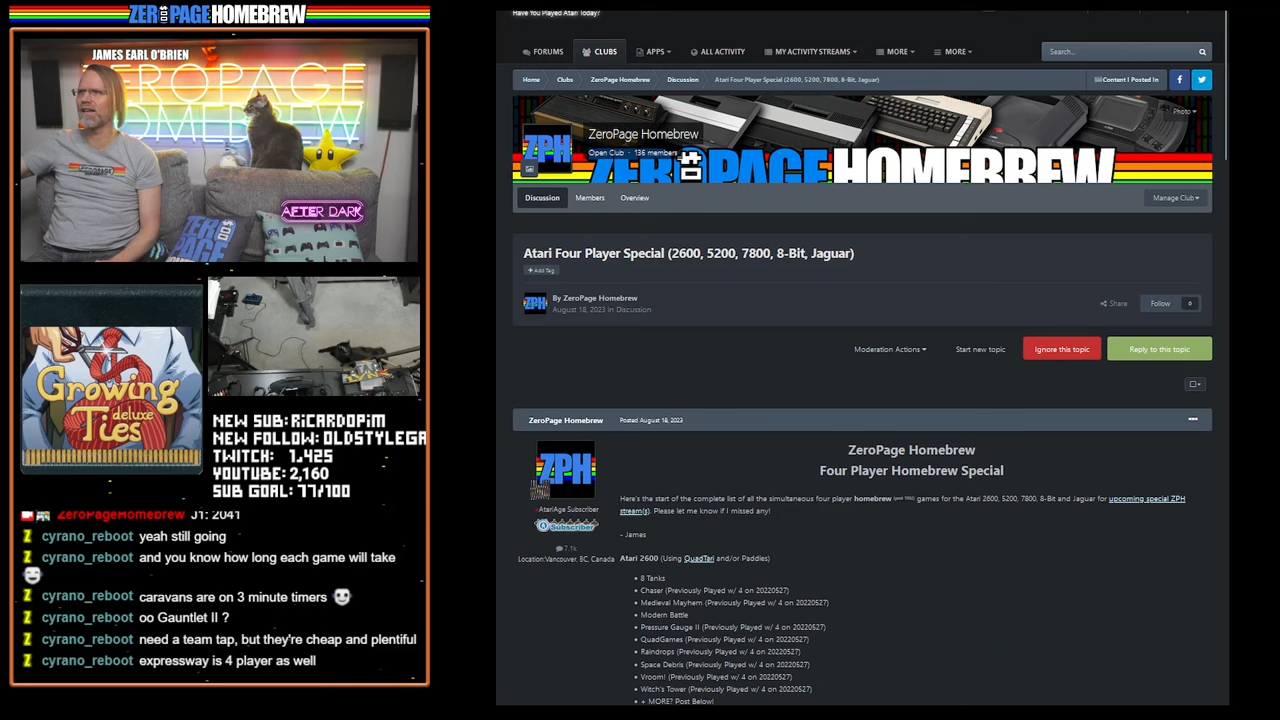 ZEROPAGE HOMEBREW
JAMES EARL O'BRIEN
ZEROPAGE
HOMEBREW
AFTER DARK
Growing
deluxe
Ties
NEW SUB: RICARDOPIM
NEW FOLLOW: OLDSTYLEGA
TWITCH: 1,425
YOUTUBE: 2,160
SUB GOAL: 77/100
ZeroPageHomebrew J1: 2041
cyrano_reboot yeah still going
cyrano_reboot and you know how long each game will take
cyrano_reboot caravans are on 3 minute timers
cyrano_reboot oo Gauntlet II ?
cyrano_reboot need a team tap, but they're cheap and plentiful
cyrano_reboot expressway is 4 player as well
Have You Played Atari Today?
FORUMS CLUBS APPS ALL ACTIVITY MY ACTIVITY STREAMS MORE MORE Search...
Home Clubs ZeroPage Homebrew Discussion Atari Four Player Special (2600, 5200, 7800, 8-Bit, Jaguar) Content I Posted In
Photo
ZPH
ZeroPage Homebrew
Open Club · 136 members
ZEROPAGE HOMEBREW
Discussion Members Overview Manage Club
Atari Four Player Special (2600, 5200, 7800, 8-Bit, Jaguar)
+ Add Tag
ZPH
By ZeroPage Homebrew
August 18, 2023 in Discussion
Share Follow 0
Moderation Actions Start new topic Ignore this topic Reply to this topic
ZeroPage Homebrew Posted August 18, 2023
ZPH
AtariAge Subscriber
Subscriber
7.1k
Location:Vancouver, BC, Canada
ZeroPage Homebrew
Four Player Homebrew Special
Here's the start of the complete list of all the simultaneous four player homebrew games for the Atari 2600, 5200, 7800, 8-Bit and Jaguar for upcoming special ZPH
stream(s). Please let me know if I missed any!
- James
Atari 2600 (Using QuadTari and/or Paddles)
• 8 Tanks
• Chaser (Previously Played w/ 4 on 20220527)
• Medieval Mayhem (Previously Played w/ 4 on 20220527)
• Modern Battle
• Pressure Gauge II (Previously Played w/ 4 on 20220527)
• QuadGames (Previously Played w/ 4 on 20220527)
• Raindrops (Previously Played w/ 4 on 20220527)
• Space Debris (Previously Played w/ 4 on 20220527)
• Vroom! (Previously Played w/ 4 on 20220527)
• Witch's Tower (Previously Played w/ 4 on 20220527)
• + MORE? Post Below!